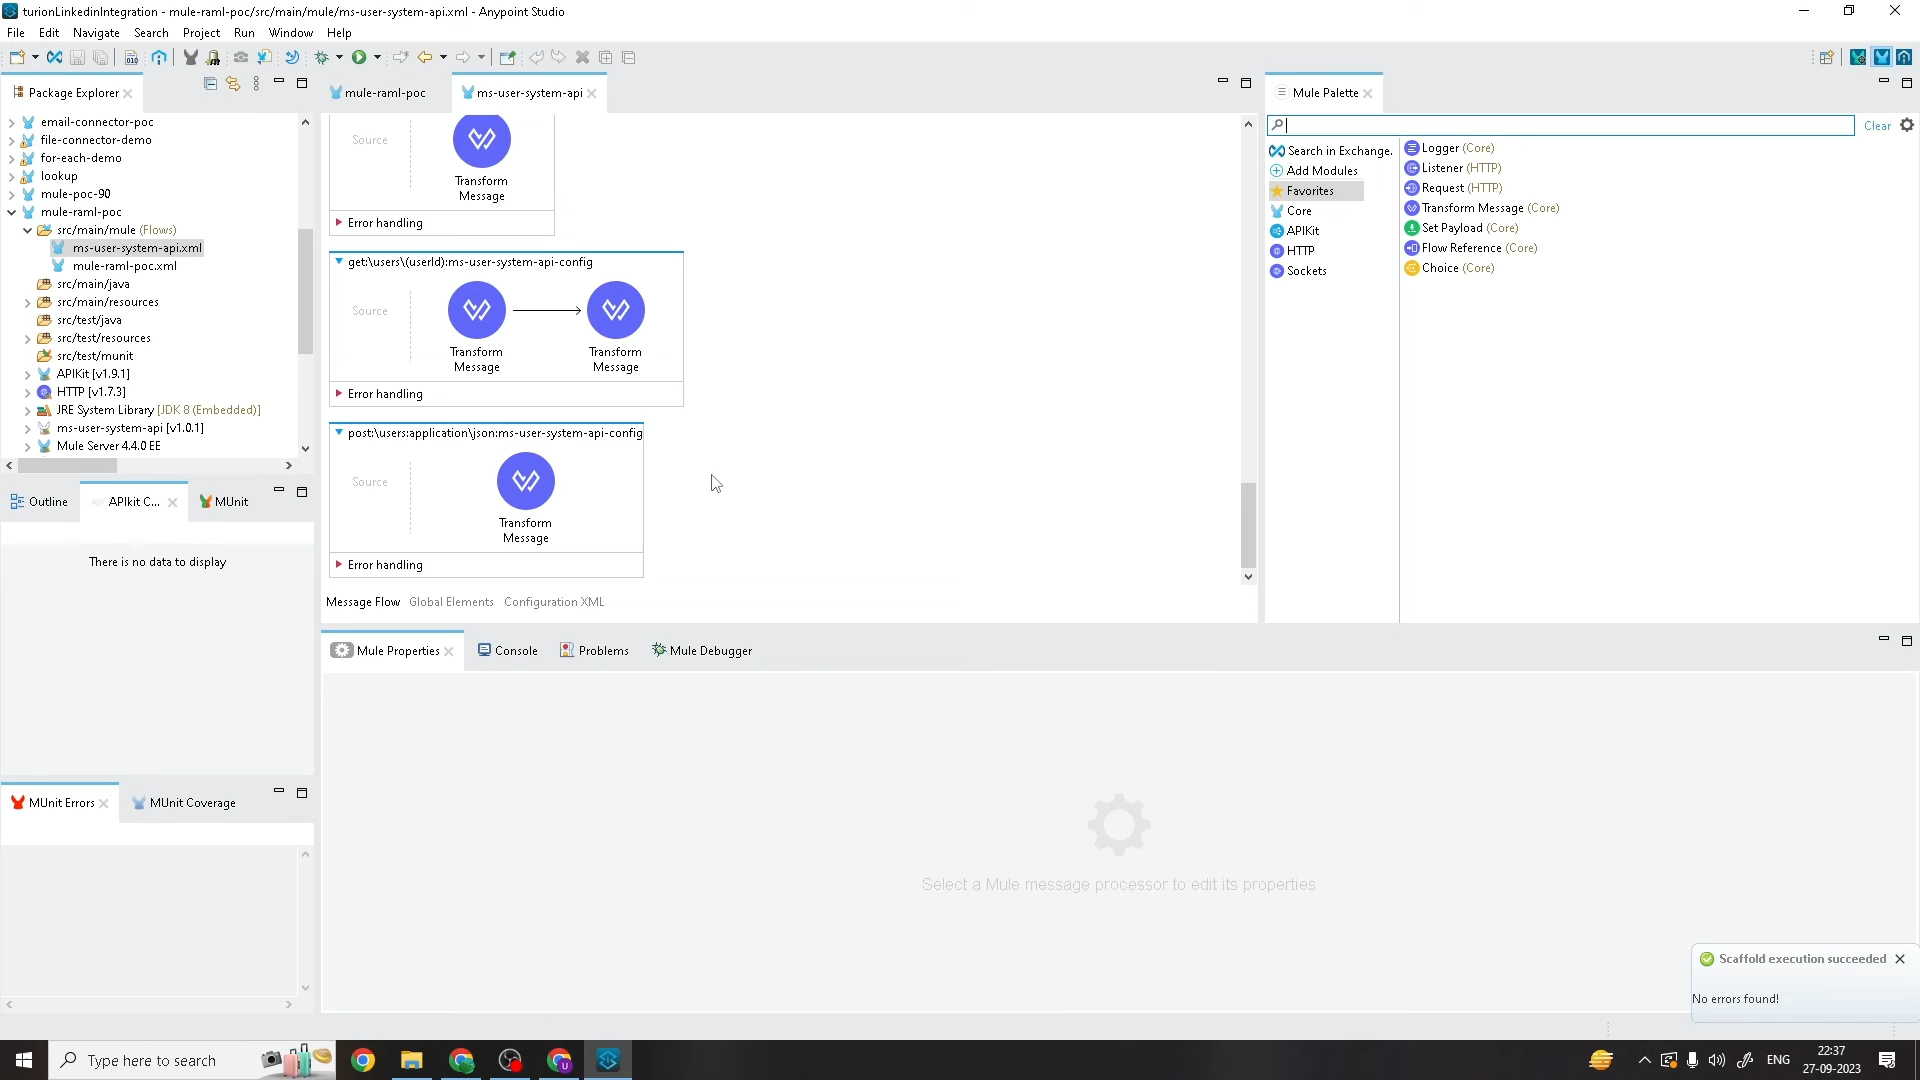 turionLinkedinIntegration - mule-raml-poc/src/main/mule/ms-user-system-api.xml - Anypoint Studio
File Edit Navigate Search Project Run Window Help
Package Explorer
email-connector-poc
file-connector-demo
for-each-demo
lookup
mule-poc-90
mule-raml-poc
src/main/mule (Flows)
ms-user-system-api.xml
mule-raml-poc.xml
src/main/java
src/main/resources
src/test/java
src/test/resources
src/test/munit
APIKit [v1.9.1]
HTTP [v1.7.3]
JRE System Library [JDK 8 (Embedded)]
ms-user-system-api [v1.0.1]
Mule Server 4.4.0 EE
Outline
APIkit C...
MUnit
There is no data to display
MUnit Errors
MUnit Coverage
mule-raml-poc
ms-user-system-api
Source
Transform
Message
Error handling
get:\users\(userId):ms-user-system-api-config
Source
Transform
Message
Transform
Message
Error handling
post:\users:application\json:ms-user-system-api-config
Source
Transform
Message
Error handling
Message Flow Global Elements Configuration XML
Mule Palette
Clear
Search in Exchange.
Add Modules
Favorites
Core
APIKit
HTTP
Sockets
Logger (Core)
Listener (HTTP)
Request (HTTP)
Transform Message (Core)
Set Payload (Core)
Flow Reference (Core)
Choice (Core)
Mule Properties
Console
Problems
Mule Debugger
Select a Mule message processor to edit its properties
Scaffold execution succeeded
No errors found!
Type here to search
ENG
22:37
27-09-2023